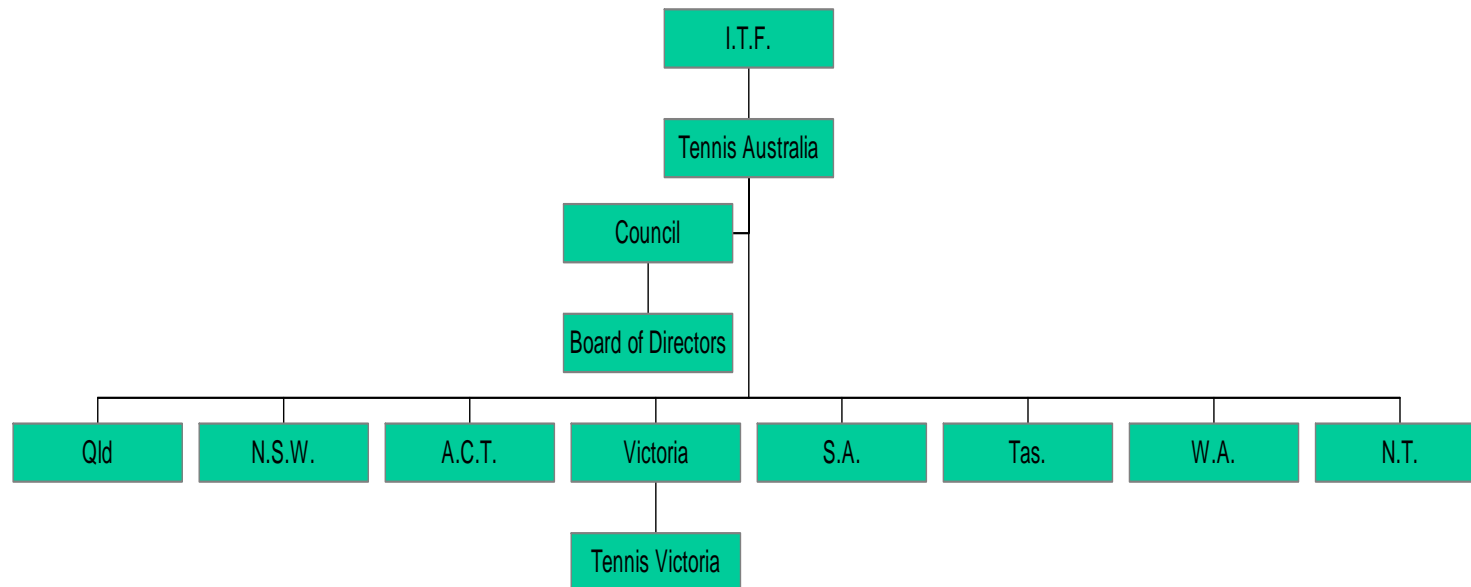 I.T.F.
Tennis Australia
Council
Board of Directors
Qld
N.S.W.
A.C.T.
Victoria
S.A.
Tas.
W.A.
N.T.
Tennis Victoria